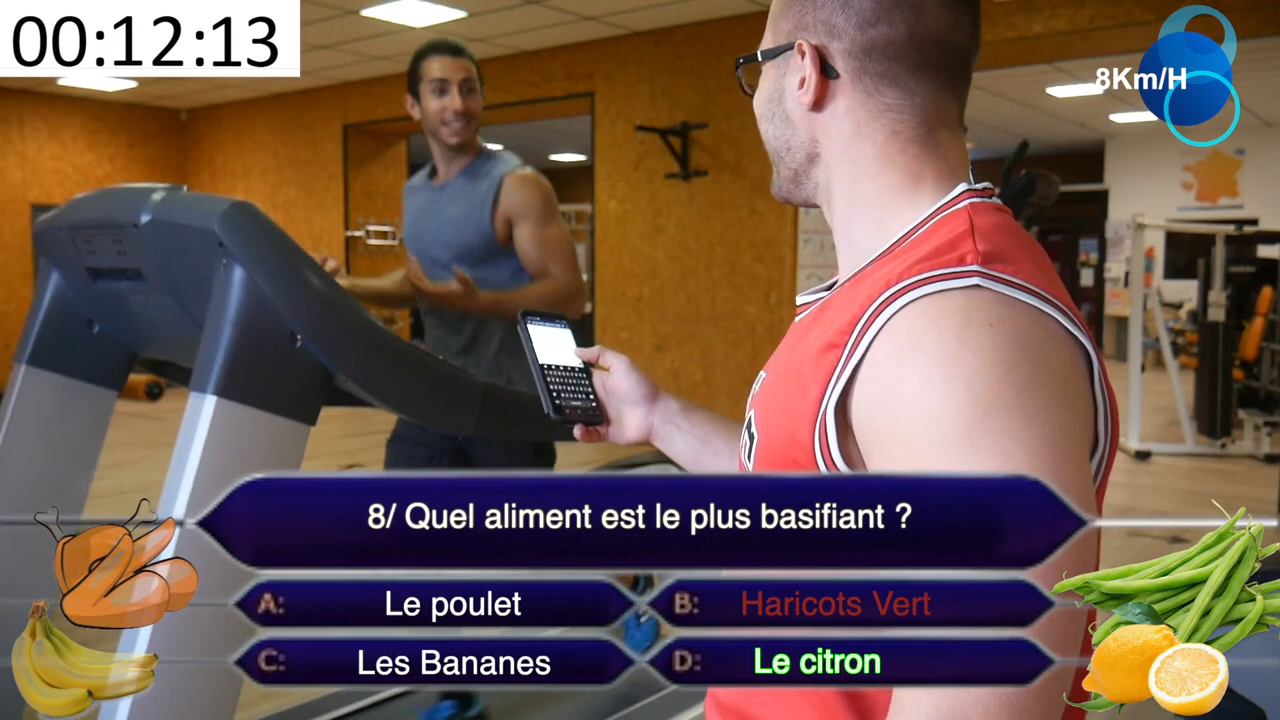 00:12:13
8Km/H
8/ Quel aliment est le plus basifiant ?
A: Le poulet
B: Haricots Vert
C: Les Bananes
D: Le citron